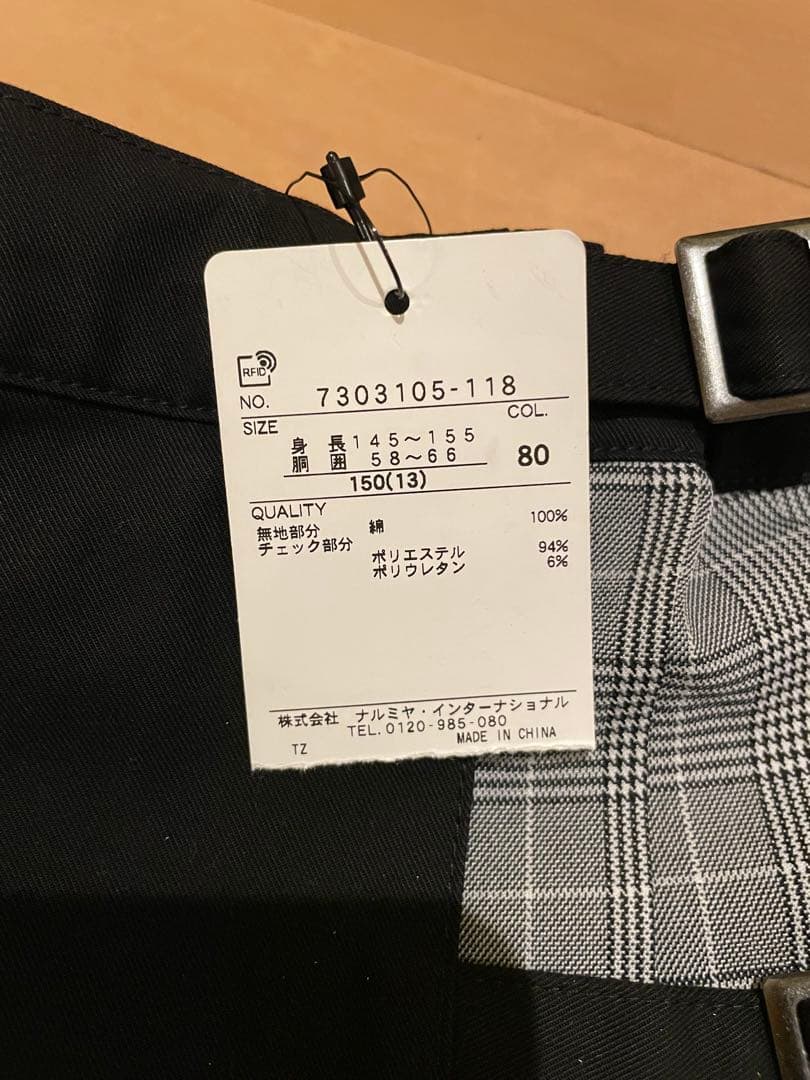 RFID
NO. 7303105-118
SIZE COL.
身長 145~155
胴囲 58~66
80
150(13)
QUALITY
無地部分 綿 100%
チェック部分 ポリエステル 94%
ポリウレタン 6%
株式会社 ナルミヤ・インターナショナル
TEL.0120-985-080
TZ MADE IN CHINA